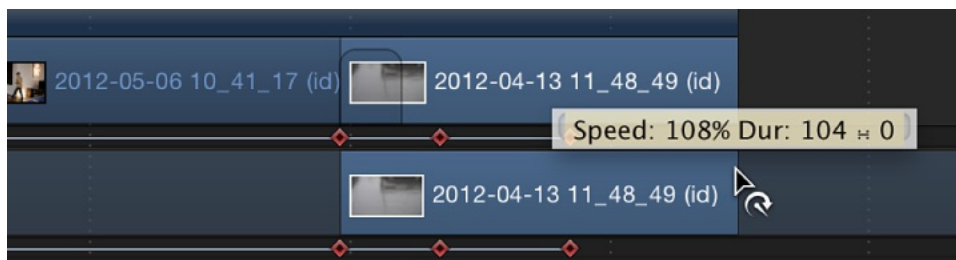 2012-05-06 10_41_17 (id)
2012-04-13 11_48_49 (id)
Speed: 108% Dur: 104 ⌶ 0
2012-04-13 11_48_49 (id)